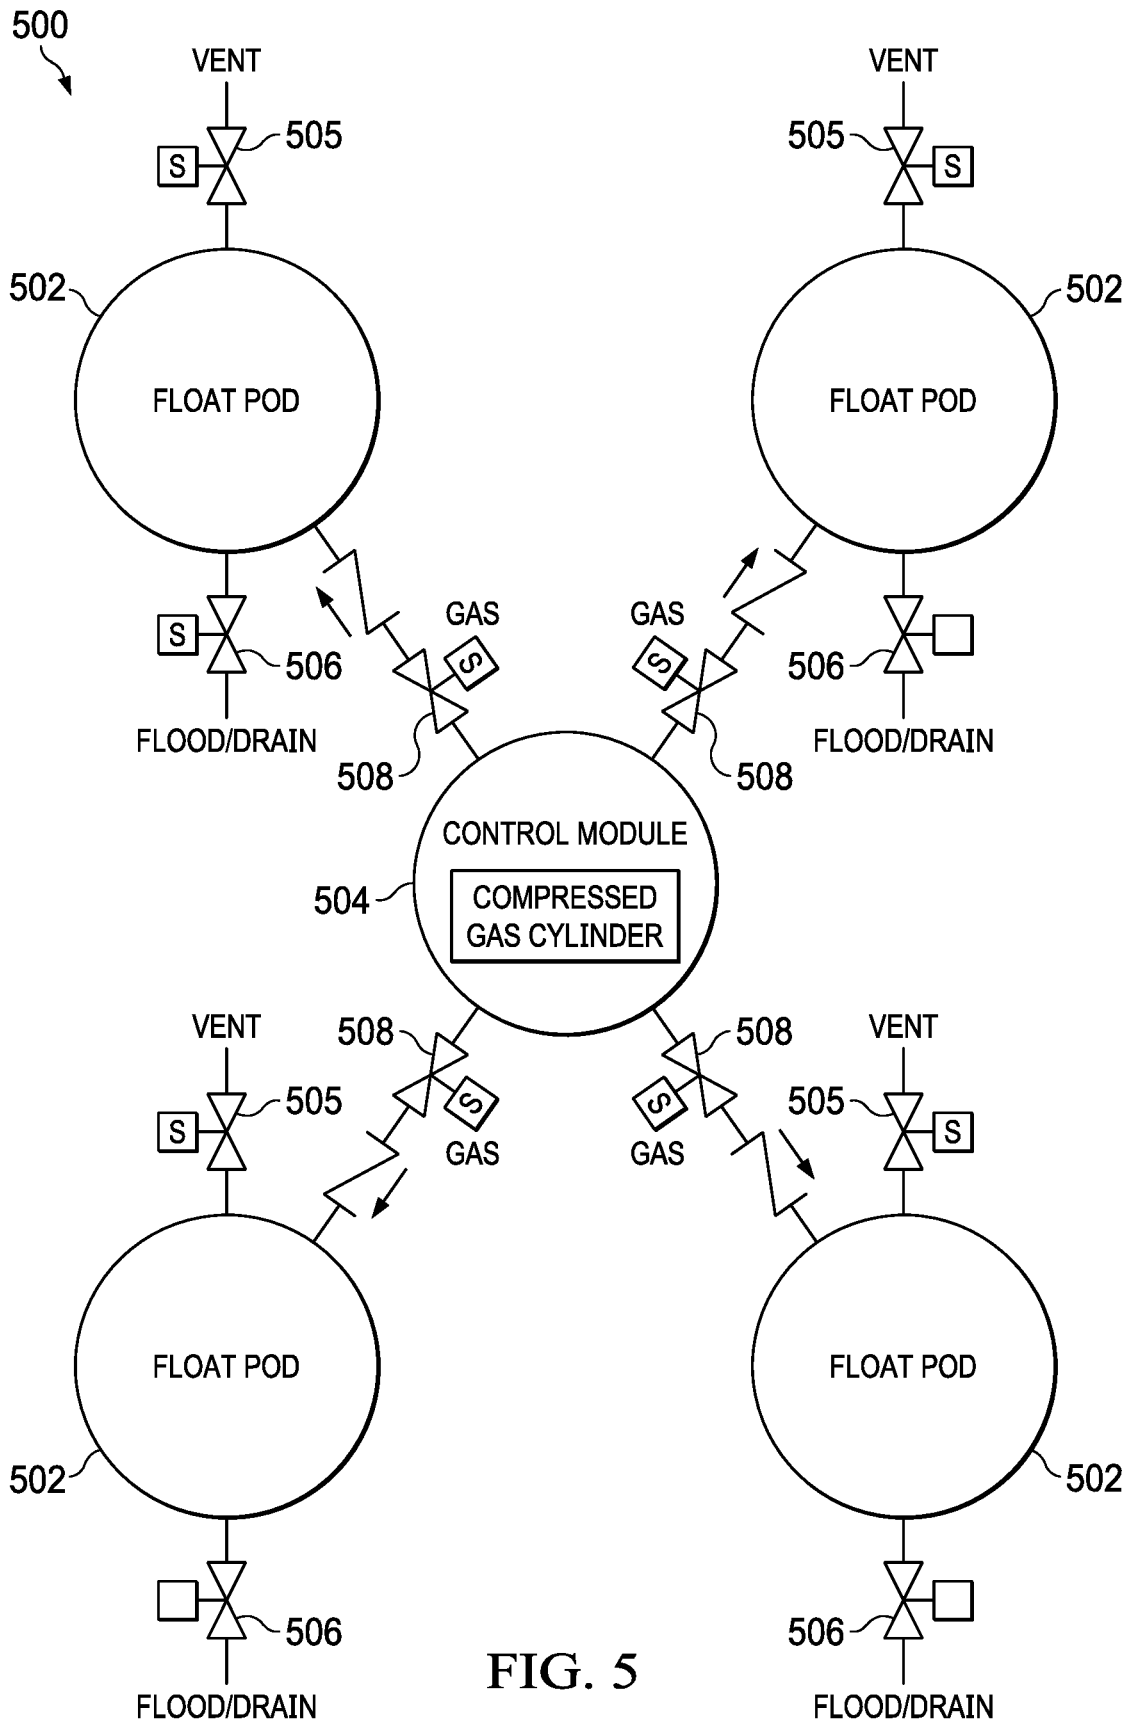 500
VENT
VENT
505
505
S
S
502
502
FLOAT POD
FLOAT POD
GAS
GAS
S
S
S
506
506
FLOOD/DRAIN
FLOOD/DRAIN
508
508
CONTROL MODULE
504
COMPRESSED
GAS CYLINDER
VENT
508
508
VENT
505
S
S
505
S
S
GAS
GAS
FLOAT POD
FLOAT POD
502
502
506
506
FIG. 5
FLOOD/DRAIN
FLOOD/DRAIN